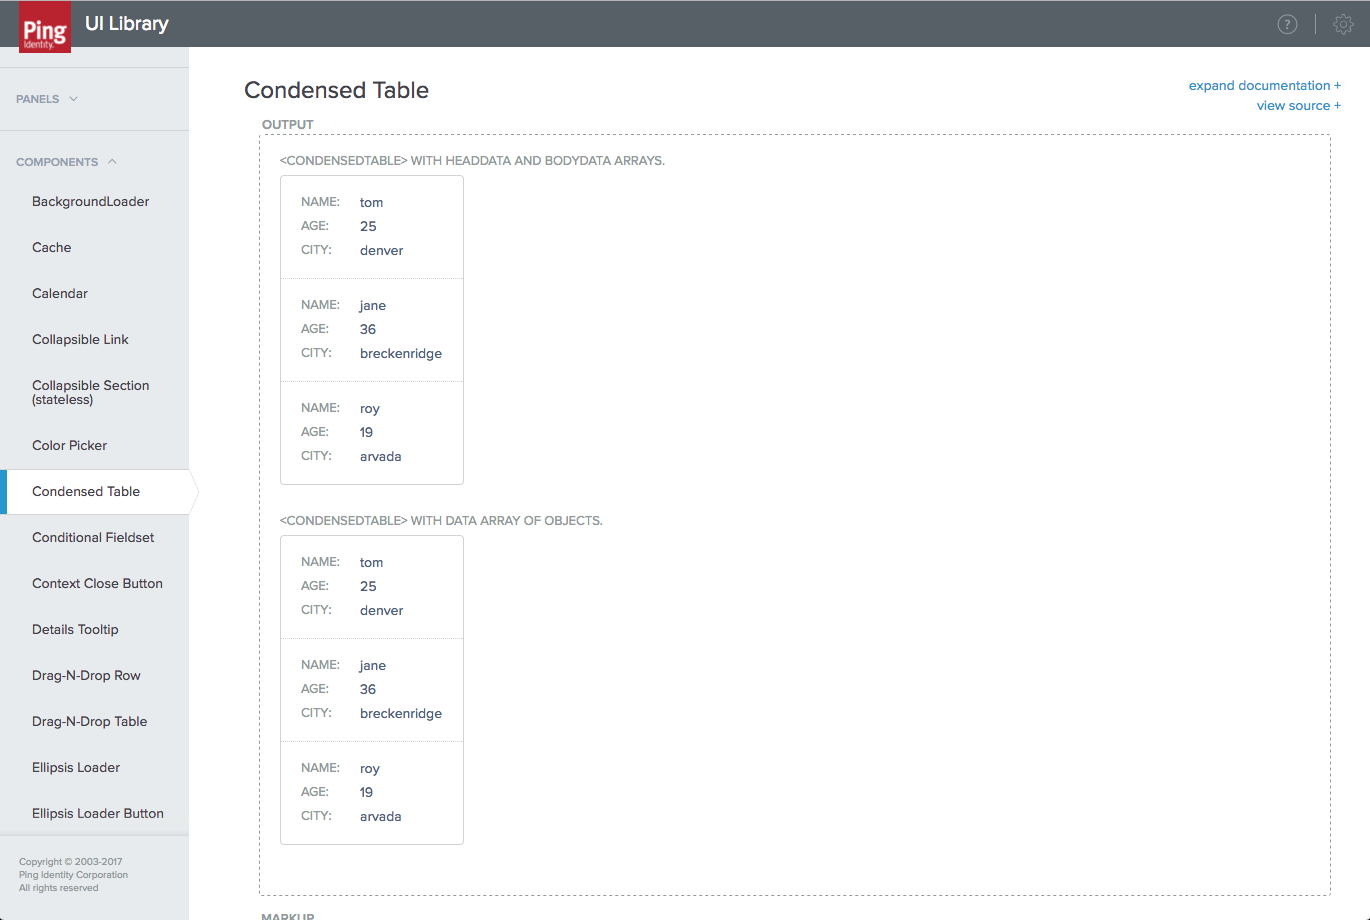 Ping
Identity.
UI Library
?
PANELS
COMPONENTS
BackgroundLoader
Cache
Calendar
Collapsible Link
Collapsible Section
(stateless)
Color Picker
Condensed Table
Conditional Fieldset
Context Close Button
Details Tooltip
Drag-N-Drop Row
Drag-N-Drop Table
Ellipsis Loader
Ellipsis Loader Button
Copyright © 2003-2017
Ping Identity Corporation
All rights reserved
Condensed Table
expand documentation +
view source +
OUTPUT
<CONDENSEDTABLE> WITH HEADDATA AND BODYDATA ARRAYS.
NAME: tom
AGE: 25
CITY: denver
NAME: jane
AGE: 36
CITY: breckenridge
NAME: roy
AGE: 19
CITY: arvada
<CONDENSEDTABLE> WITH DATA ARRAY OF OBJECTS.
NAME: tom
AGE: 25
CITY: denver
NAME: jane
AGE: 36
CITY: breckenridge
NAME: roy
AGE: 19
CITY: arvada
MARKUP